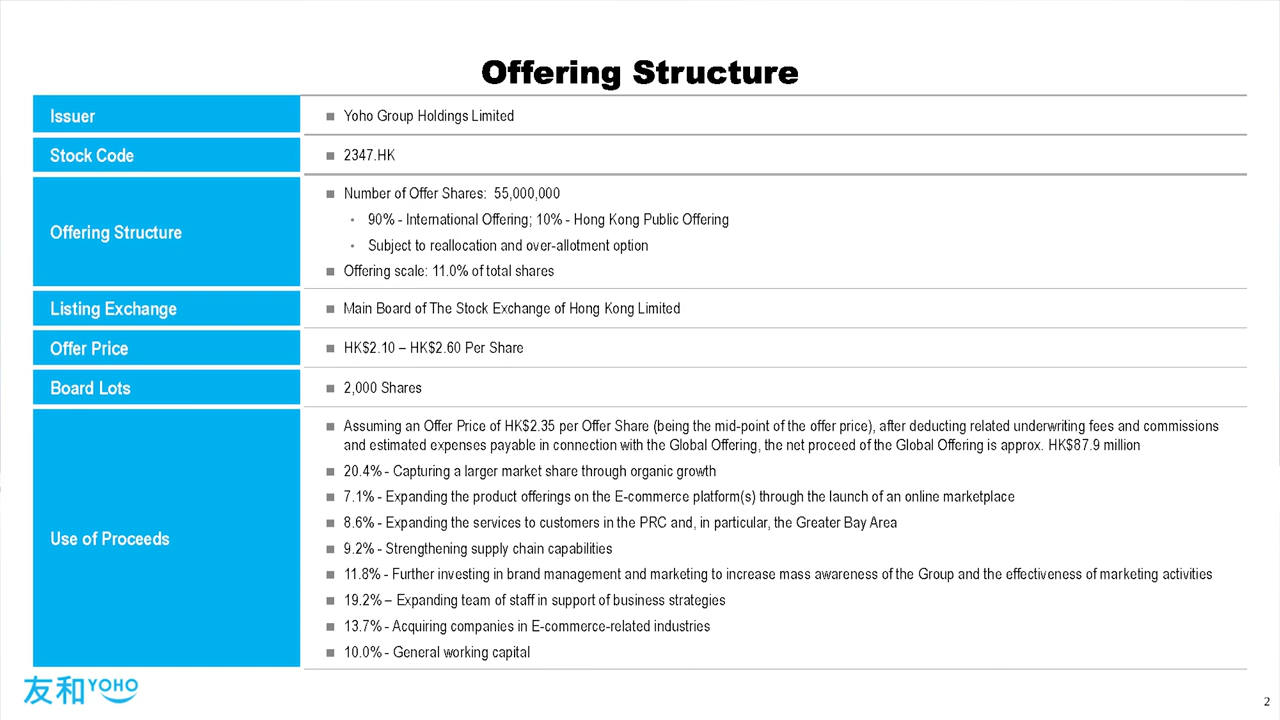 Offering Structure
Issuer
■ Yoho Group Holdings Limited
Stock Code
■ 2347.HK
Offering Structure
■ Number of Offer Shares: 55,000,000
• 90% - International Offering; 10% - Hong Kong Public Offering
• Subject to reallocation and over-allotment option
■ Offering scale: 11.0% of total shares
Listing Exchange
■ Main Board of The Stock Exchange of Hong Kong Limited
Offer Price
■ HK$2.10 – HK$2.60 Per Share
Board Lots
■ 2,000 Shares
Use of Proceeds
■ Assuming an Offer Price of HK$2.35 per Offer Share (being the mid-point of the offer price), after deducting related underwriting fees and commissions
and estimated expenses payable in connection with the Global Offering, the net proceed of the Global Offering is approx. HK$87.9 million
■ 20.4% - Capturing a larger market share through organic growth
■ 7.1% - Expanding the product offerings on the E-commerce platform(s) through the launch of an online marketplace
■ 8.6% - Expanding the services to customers in the PRC and, in particular, the Greater Bay Area
■ 9.2% - Strengthening supply chain capabilities
■ 11.8% - Further investing in brand management and marketing to increase mass awareness of the Group and the effectiveness of marketing activities
■ 19.2% – Expanding team of staff in support of business strategies
■ 13.7% - Acquiring companies in E-commerce-related industries
■ 10.0% - General working capital
友和 YOHO
2